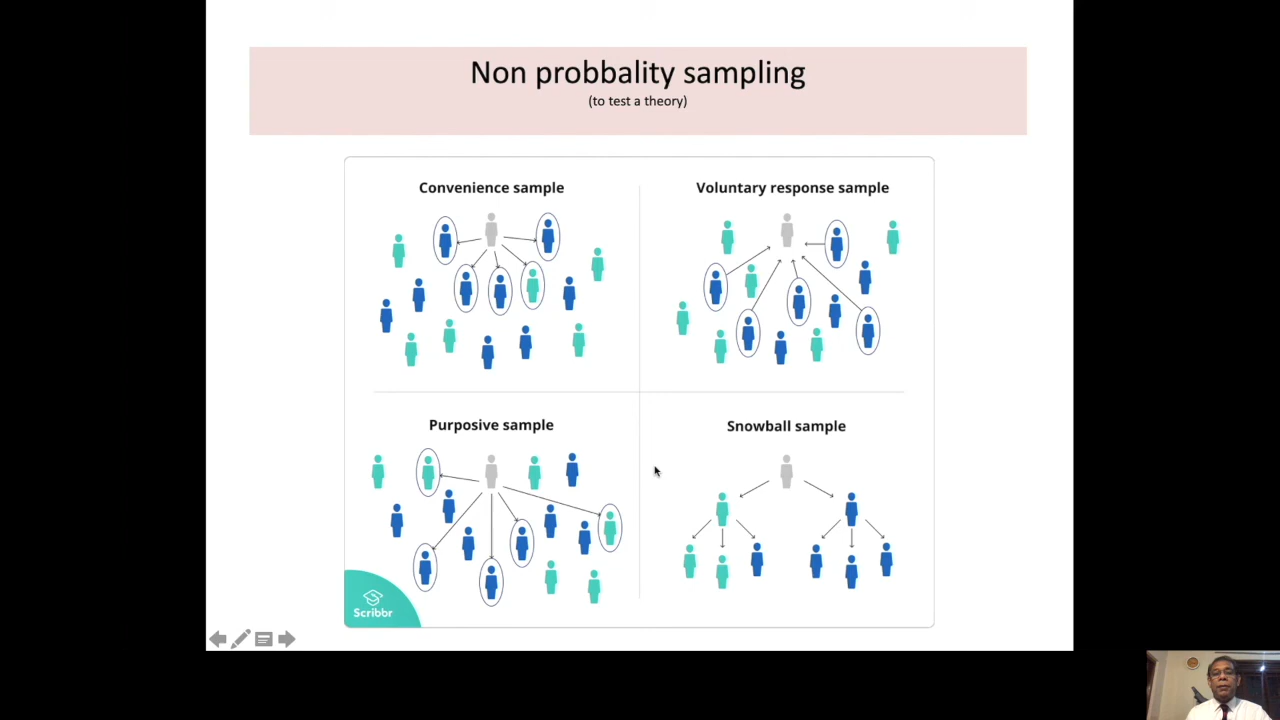 Non probbality sampling
(to test a theory)
Convenience sample
Voluntary response sample
Purposive sample
Snowball sample
Scribbr